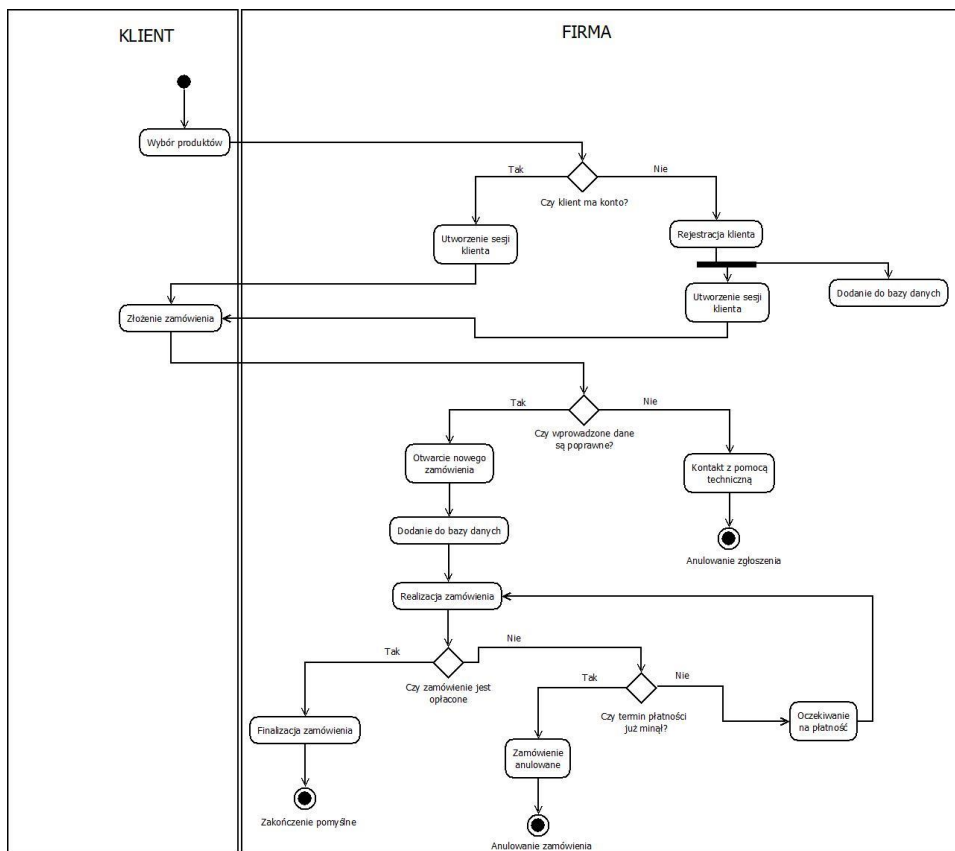 KLIENT
FIRMA
Wybór produktów
Tak
Nie
Czy klient ma konto?
Utworzenie sesji
klienta
Rejestracja klienta
Utworzenie sesji
klienta
Dodanie do bazy danych
Złożenie zamówienia
Tak
Nie
Czy wprowadzone dane
są poprawne?
Otwarcie nowego
zamówienia
Kontakt z pomocą
techniczną
Dodanie do bazy danych
Anulowanie zgłoszenia
Realizacja zamówienia
Tak
Nie
Czy zamówienie jest
opłacone
Tak
Nie
Czy termin płatności
już minął?
Oczekiwanie
na płatność
Finalizacja zamówienia
Zamówienie
anulowane
Zakończenie pomyślne
Anulowanie zamówienia